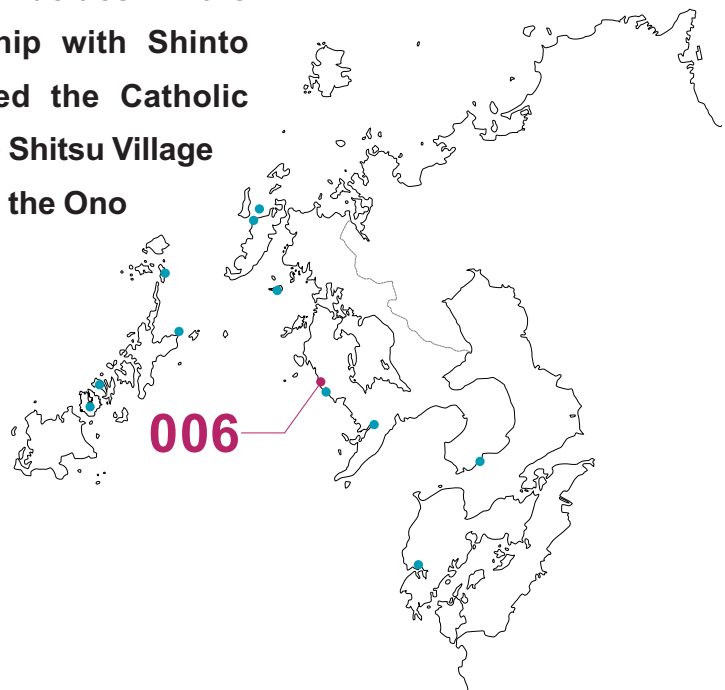 hip with Shinto
ed the Catholic
Shitsu Village
the Ono
006